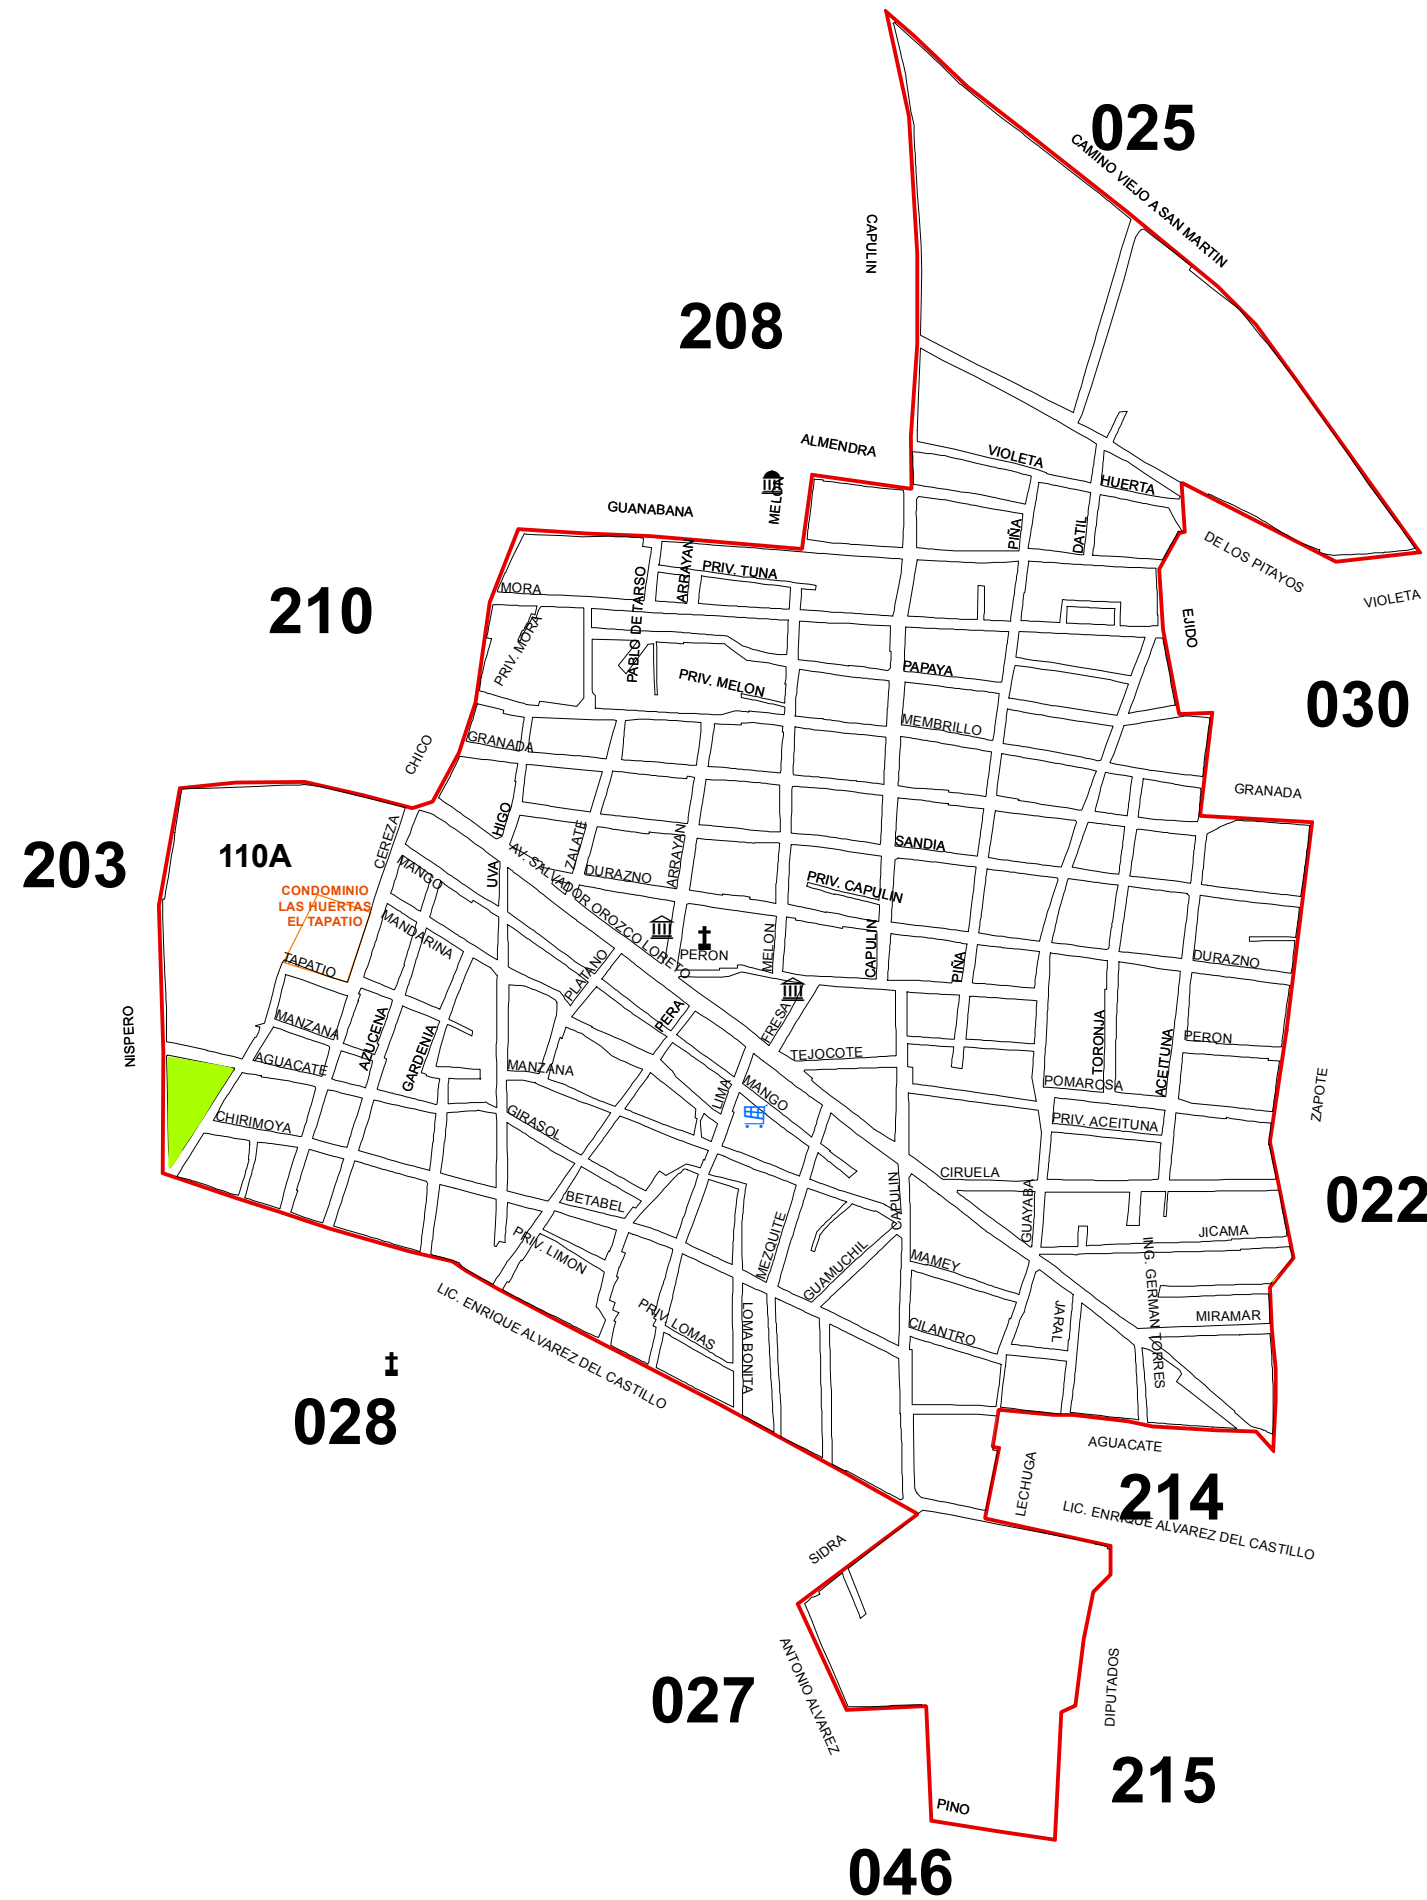 025
CAMINO VIEJO A SAN MARTIN
CAPULIN
208
ALMENDRA
VIOLETA
HUERTA
MELON
GUANABANA
PIÑA
DATIL
DE LOS PITAYOS
VIOLETA
ARRAYAN
PRIV. TUNA
MORA
PABLO DE TARSO
210
EJIDO
PRIV. MORA
PAPAYA
PRIV. MELON
030
MEMBRILLO
GRANADA
CHICO
GRANADA
HIGO
SANDIA
203
110A
CEREZA
MANGO
UVA
AV. SALVADOR OROZCO LORETO
ZALATE
DURAZNO
ARRAYAN
PRIV. CAPULIN
CONDOMINIO
LAS HUERTAS
EL TAPATIO
MANDARINA
TAPATIO
PLATANO
PERON
MELON
CAPULIN
PIÑA
DURAZNO
NISPERO
MANZANA
AZUCENA
GARDENIA
PERA
FRESA
TEJOCOTE
TORONJA
ACEITUNA
PERON
AGUACATE
MANZANA
LIMA
MANGO
POMAROSA
ZAPOTE
CHIRIMOYA
GIRASOL
PRIV. ACEITUNA
CIRUELA
BETABEL
CAPULIN
GUAYABA
022
PRIV. LIMON
MEZQUITE
GUAMUCHIL
MAMEY
JICAMA
ING. GERMAN TORRES
LIC. ENRIQUE ALVAREZ DEL CASTILLO
PRIV. LOMAS
LOMA BONITA
CILANTRO
JARAL
MIRAMAR
028
AGUACATE
LECHUGA
214
LIC. ENRIQUE ALVAREZ DEL CASTILLO
SIDRA
ANTONIO ALVAREZ
DIPUTADOS
027
215
PINO
046